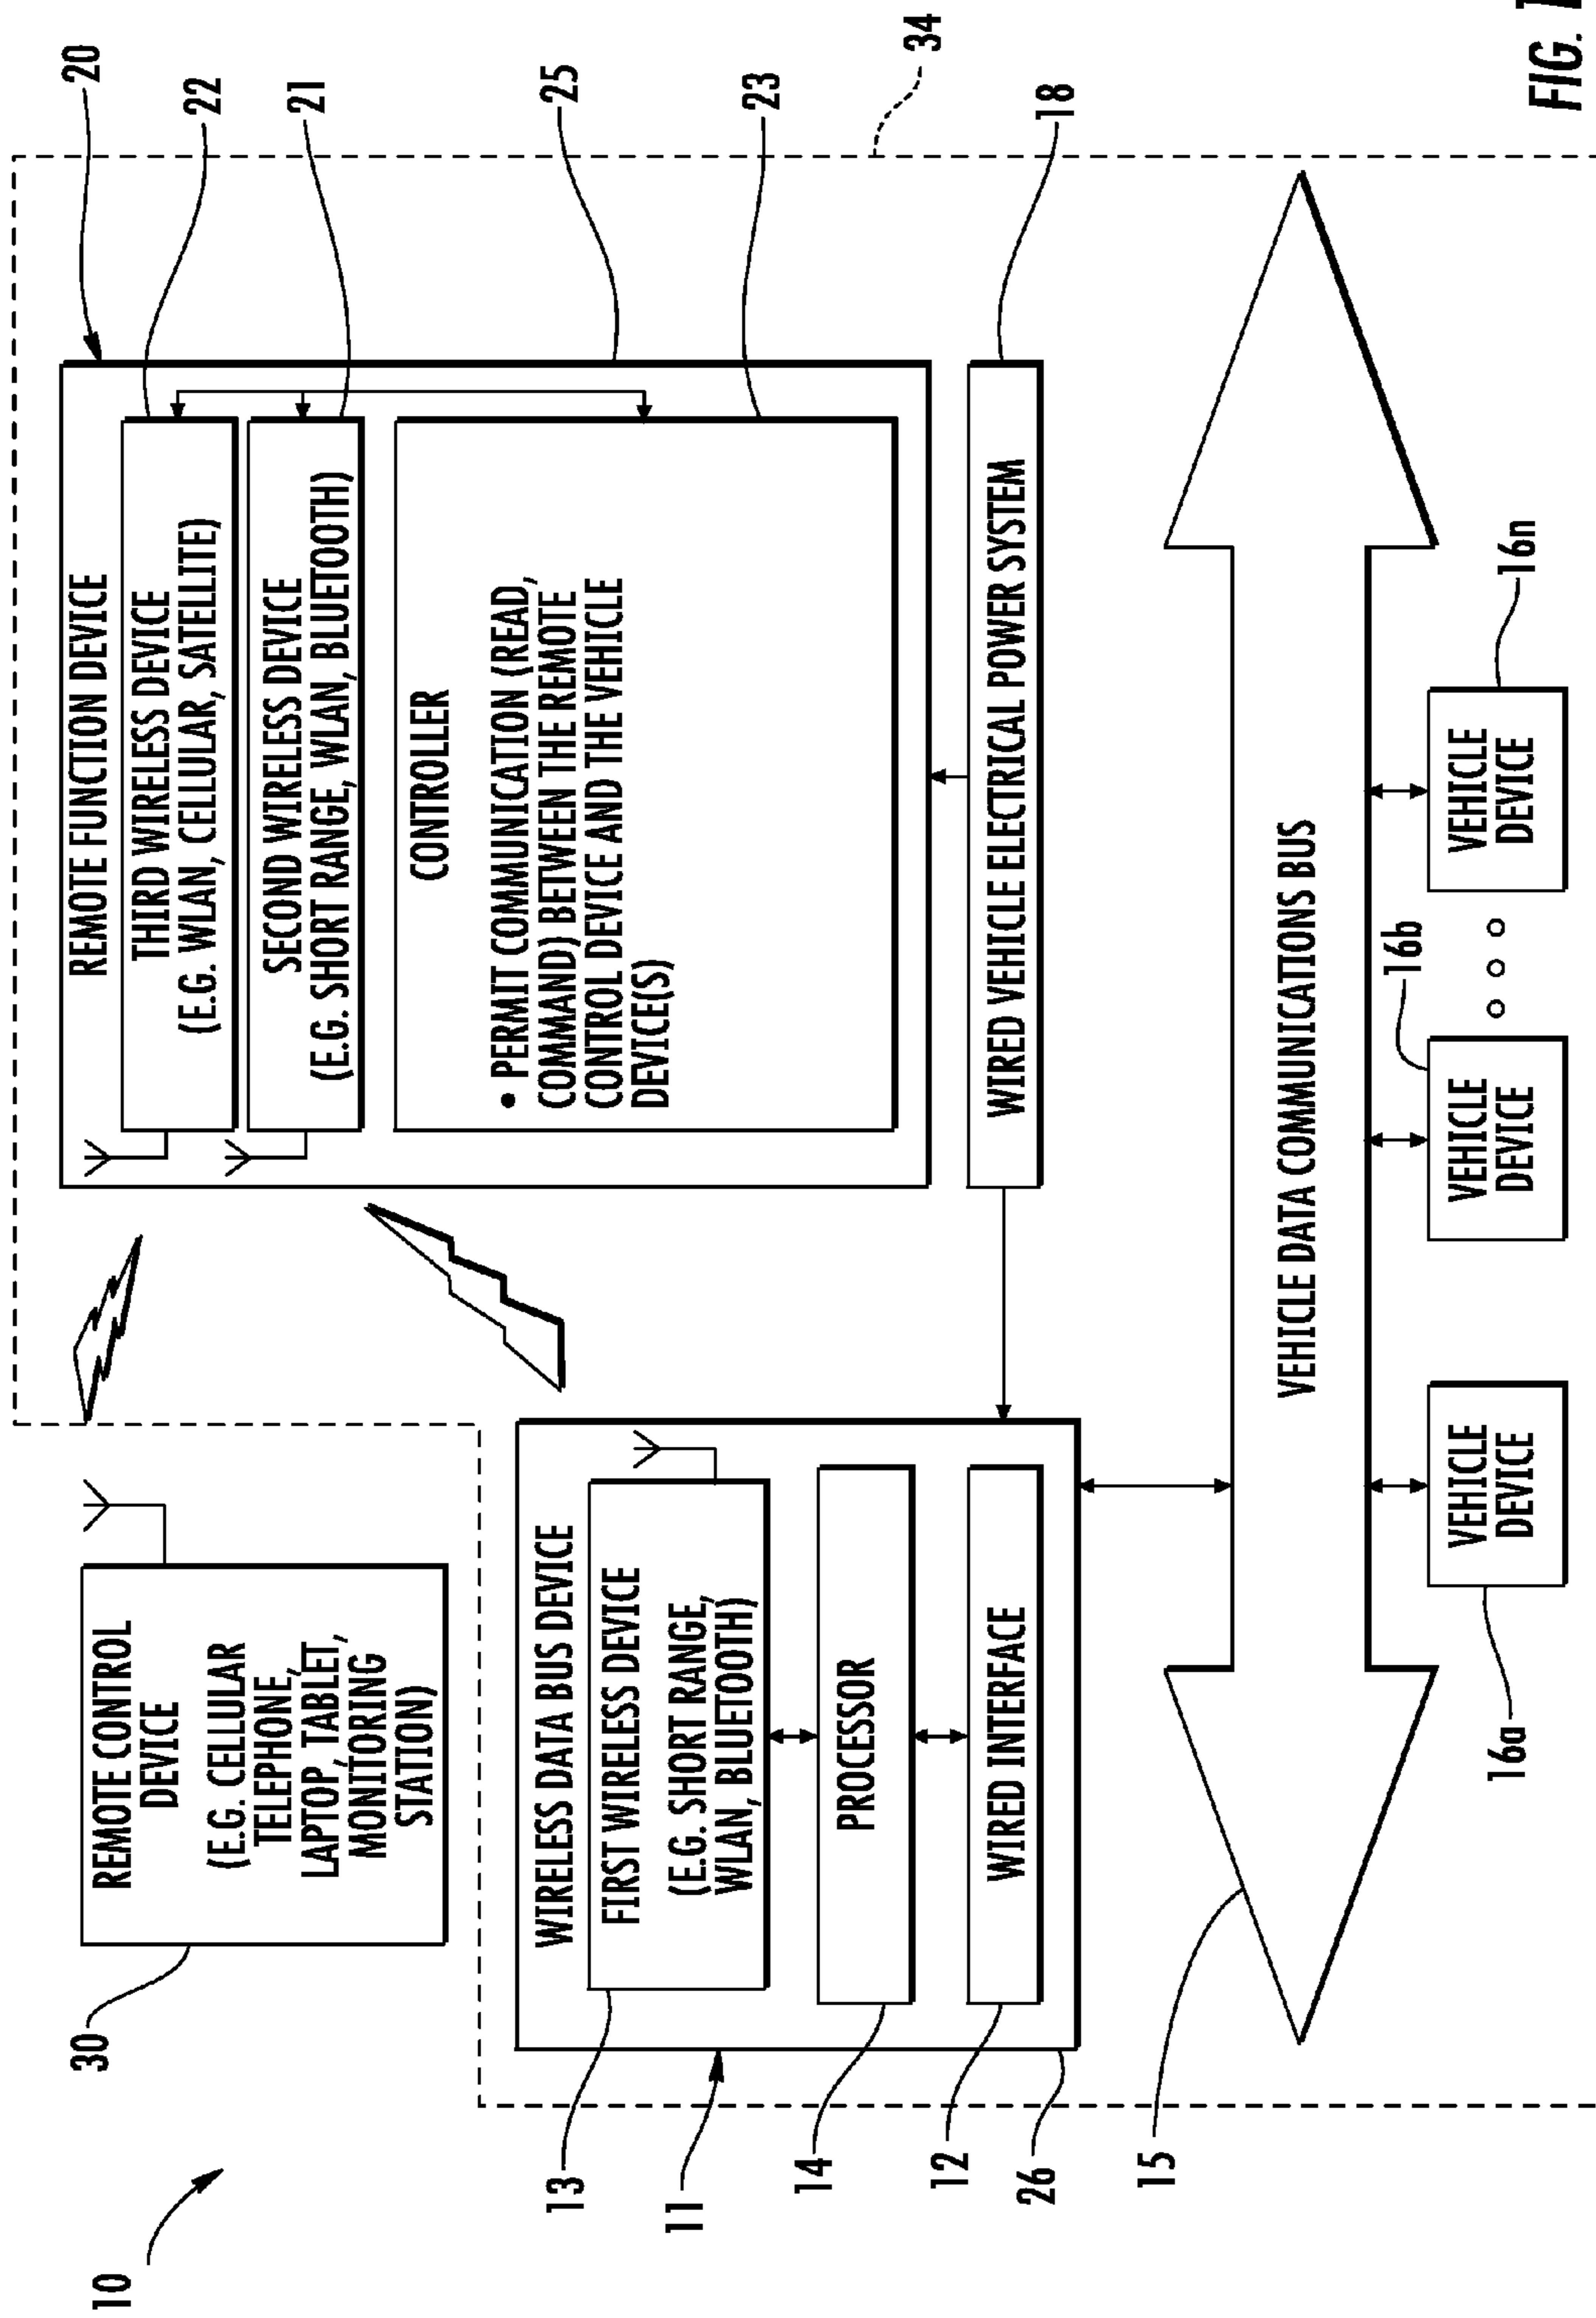 10
30
REMOTE CONTROL
DEVICE
(E.G. CELLULAR
TELEPHONE,
LAPTOP, TABLET,
MONITORING
STATION)
20
22
21
25
23
34
18
REMOTE FUNCTION DEVICE
THIRD WIRELESS DEVICE
(E.G. WLAN, CELLULAR, SATELLITE)
SECOND WIRELESS DEVICE
(E.G. SHORT RANGE, WLAN, BLUETOOTH)
CONTROLLER
• PERMIT COMMUNICATION (READ,
COMMAND) BETWEEN THE REMOTE
CONTROL DEVICE AND THE VEHICLE
DEVICE(S)
WIRED VEHICLE ELECTRICAL POWER SYSTEM
13
11
14
12
26
WIRELESS DATA BUS DEVICE
FIRST WIRELESS DEVICE
(E.G. SHORT RANGE,
WLAN, BLUETOOTH)
PROCESSOR
WIRED INTERFACE
15
VEHICLE DATA COMMUNICATIONS BUS
16a
VEHICLE
DEVICE
16b
VEHICLE
DEVICE
16n
VEHICLE
DEVICE
FIG. 1